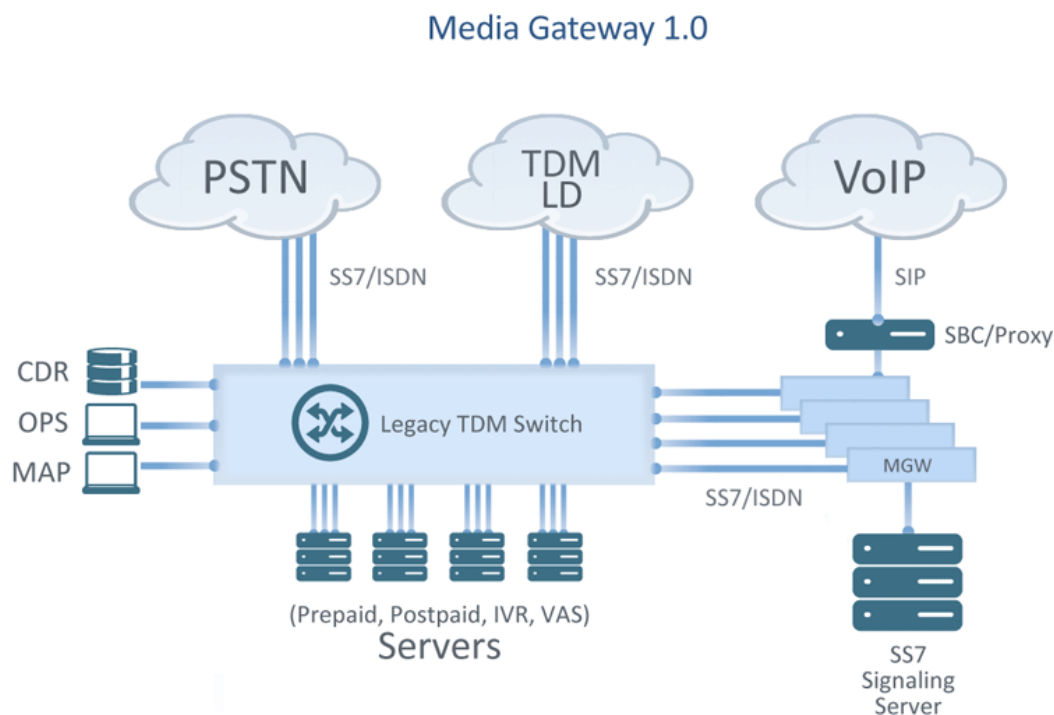 Media Gateway 1.0
PSTN
TDM
LD
VoIP
SS7/ISDN
SS7/ISDN
SIP
SBC/Proxy
CDR
OPS
MAP
Legacy TDM Switch
MGW
SS7/ISDN
(Prepaid, Postpaid, IVR, VAS)
Servers
SS7
Signaling
Server